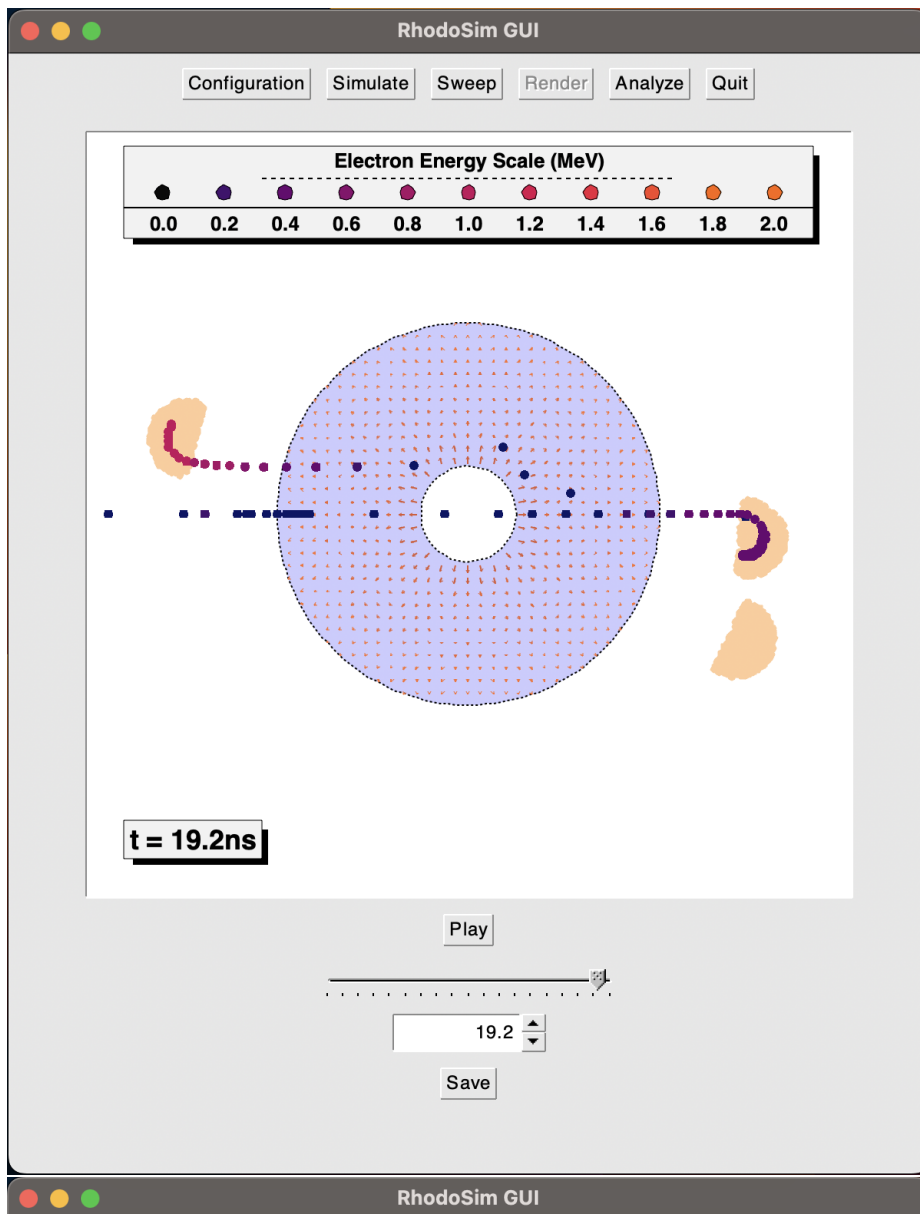 RhodoSim GUI
Configuration Simulate Sweep Render Analyze Quit
Electron Energy Scale (MeV)
0.0 0.2 0.4 0.6 0.8 1.0 1.2 1.4 1.6 1.8 2.0
t = 19.2ns
Play
19.2
Save
RhodoSim GUI